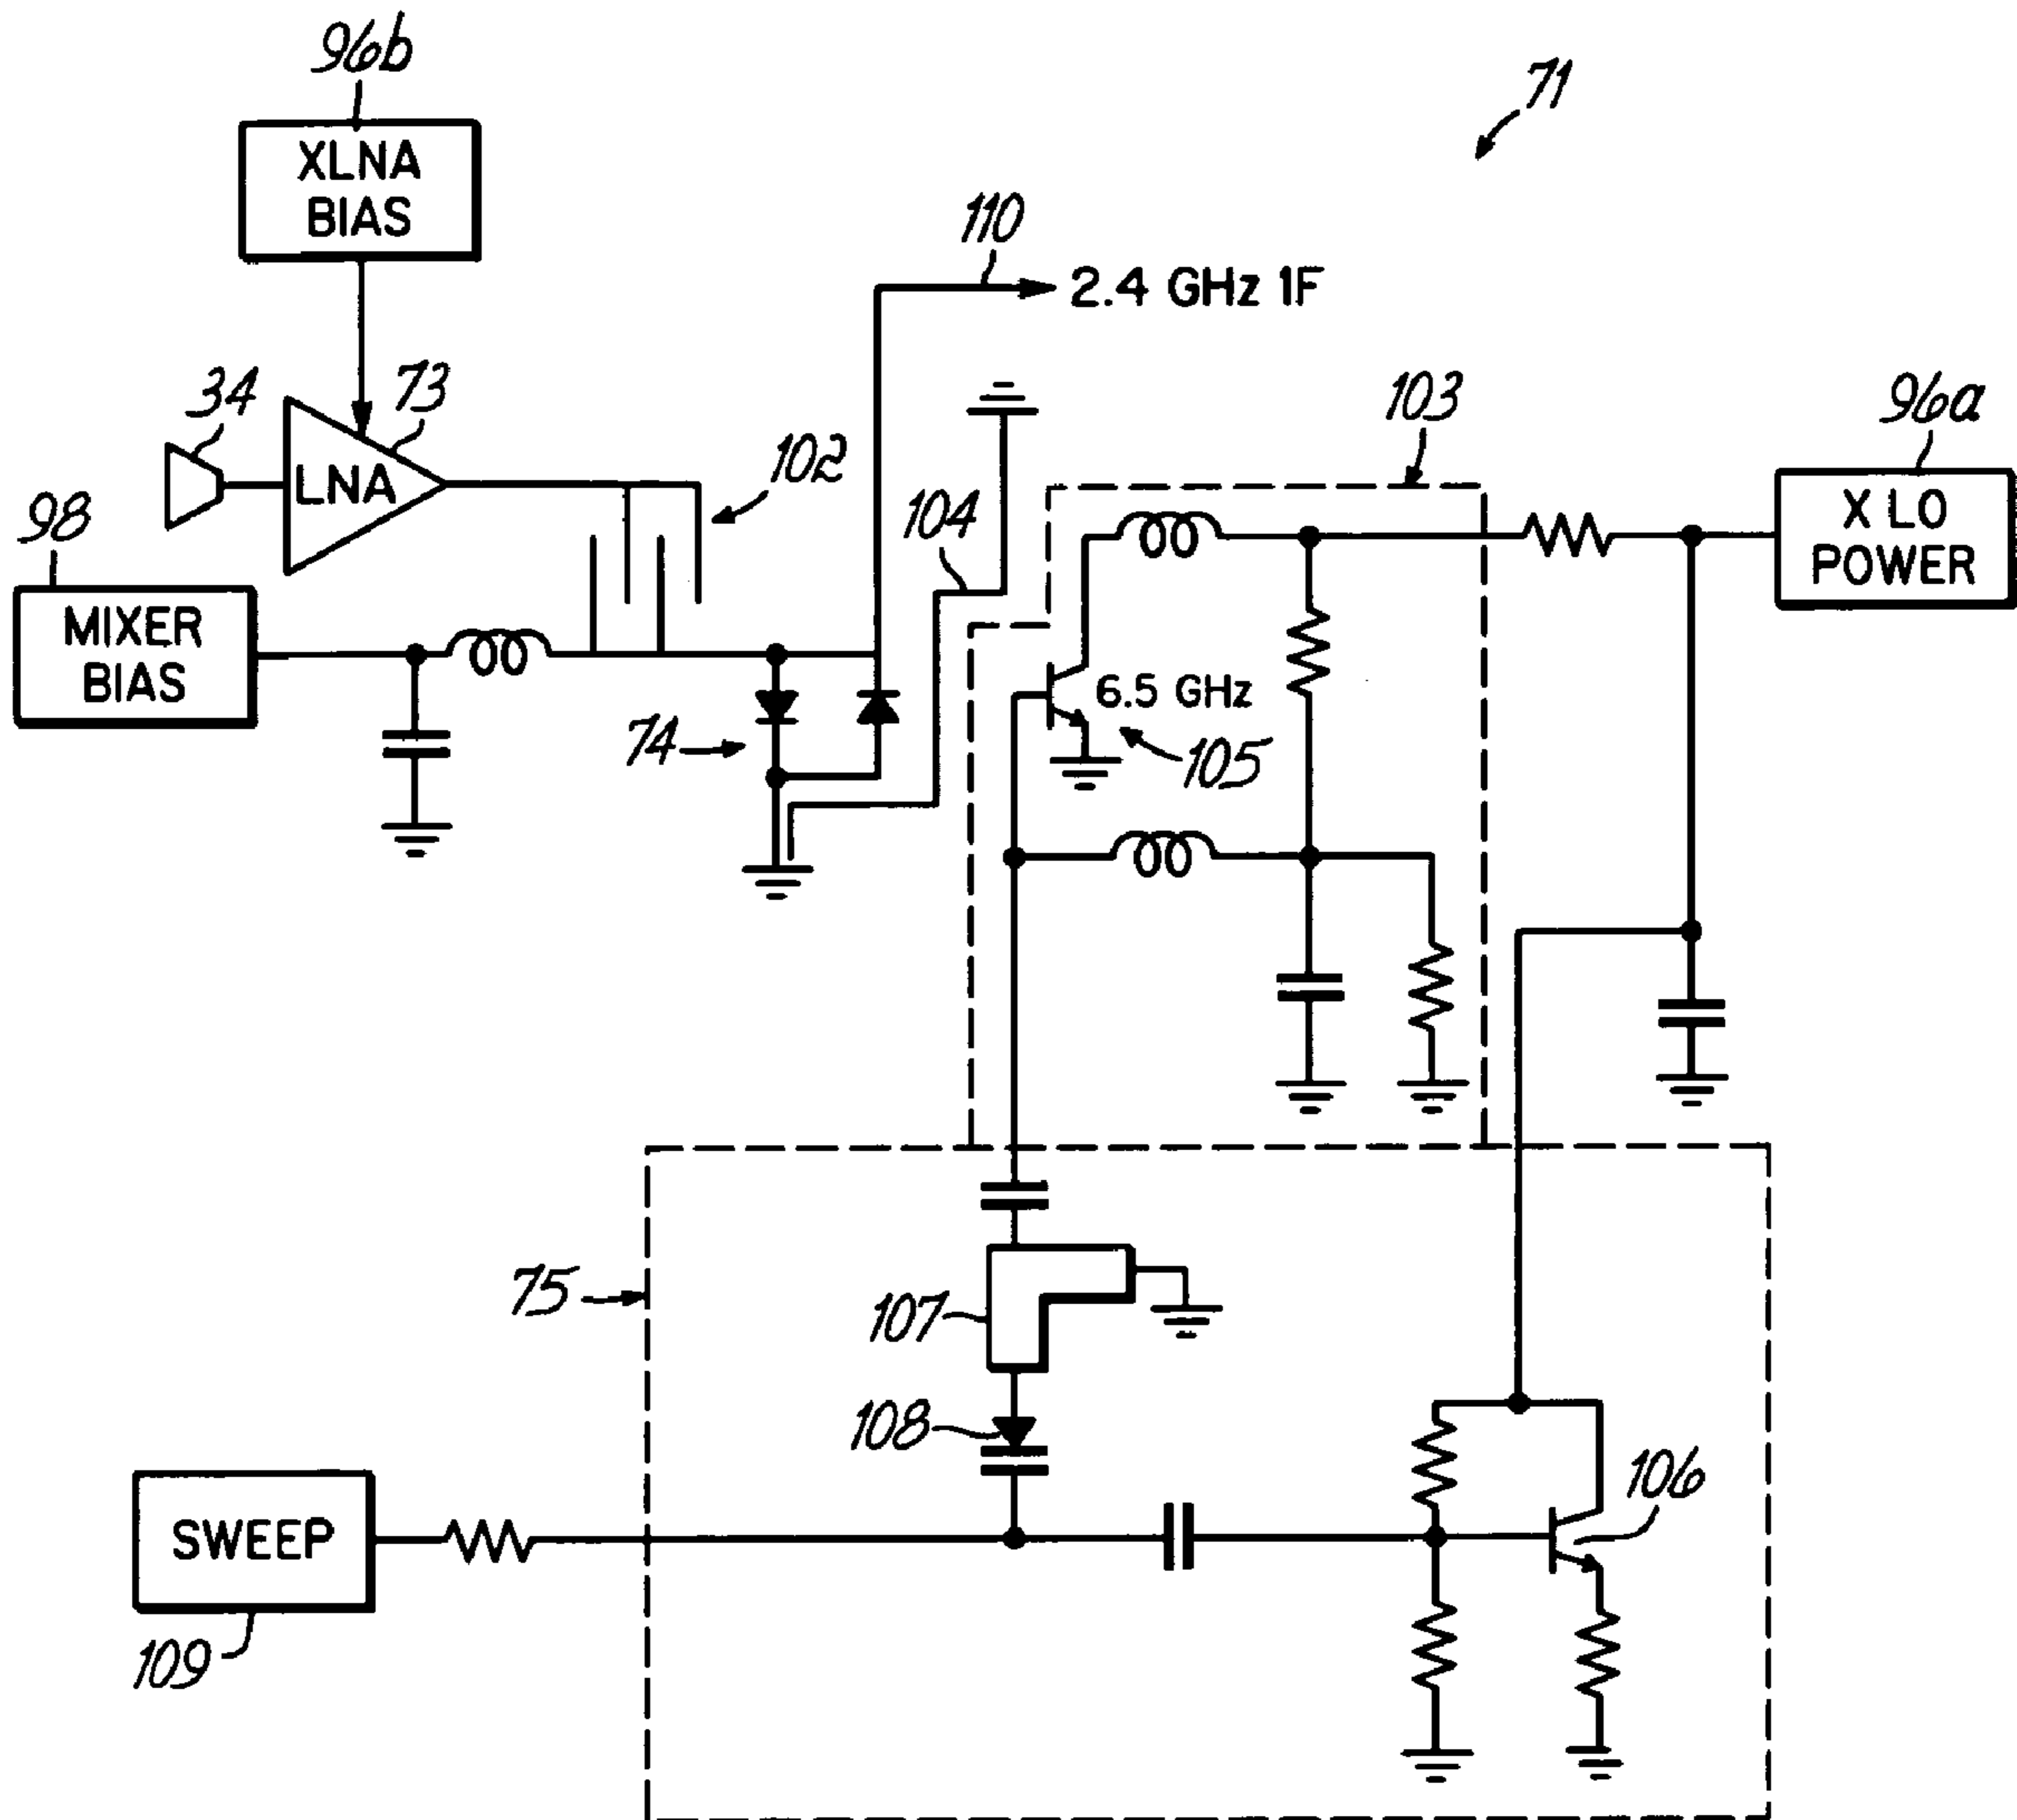 96b
71
XLNA
BIAS
110
2.4 GHz 1F
34
73
103
96a
LNA
102
98
104
X LO
POWER
MIXER
BIAS
6.5 GHz
74
105
75
107
108
106
SWEEP
109